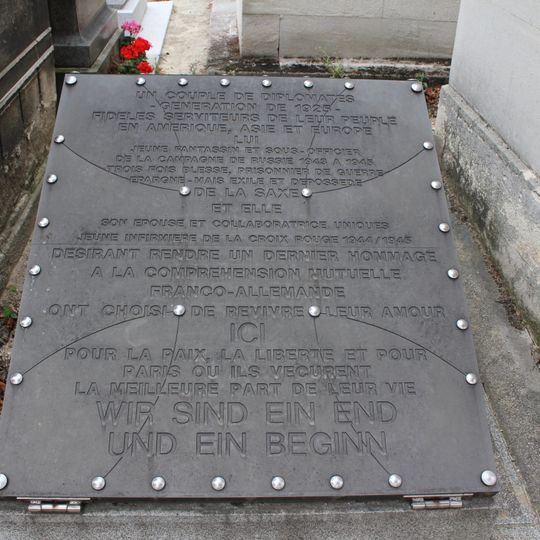 UN COUPLE DE DIPLOMATES
-GENERATION DE 1925-
FIDELES SERVITEURS DE LEUR PEUPLE
EN AMERIQUE, ASIE ET EUROPE
LUI
JEUNE FANTASSIN ET SOUS-OFFICIER
DE LA CAMPAGNE DE RUSSIE 1943 A 1945
TROIS FOIS BLESSE, PRISONNIER DE GUERRE
EPARGNE-MAIS EXILE ET DEPOSSEDE
DE LA SAXE
ET ELLE
SON EPOUSE ET COLLABORATRICE UNIQUES
JEUNE INFIRMIERE DE LA CROIX ROUGE 1944/1945
DESIRANT RENDRE UN DERNIER HOMMAGE
A LA COMPREHENSION MUTUELLE
FRANCO-ALLEMANDE
ONT CHOISI DE REVIVRE LEUR AMOUR
ICI
POUR LA PAIX, LA LIBERTE ET POUR
PARIS OU ILS VECURENT
LA MEILLEURE PART DE LEUR VIE
WIR SIND EIN END
UND EIN BEGINN